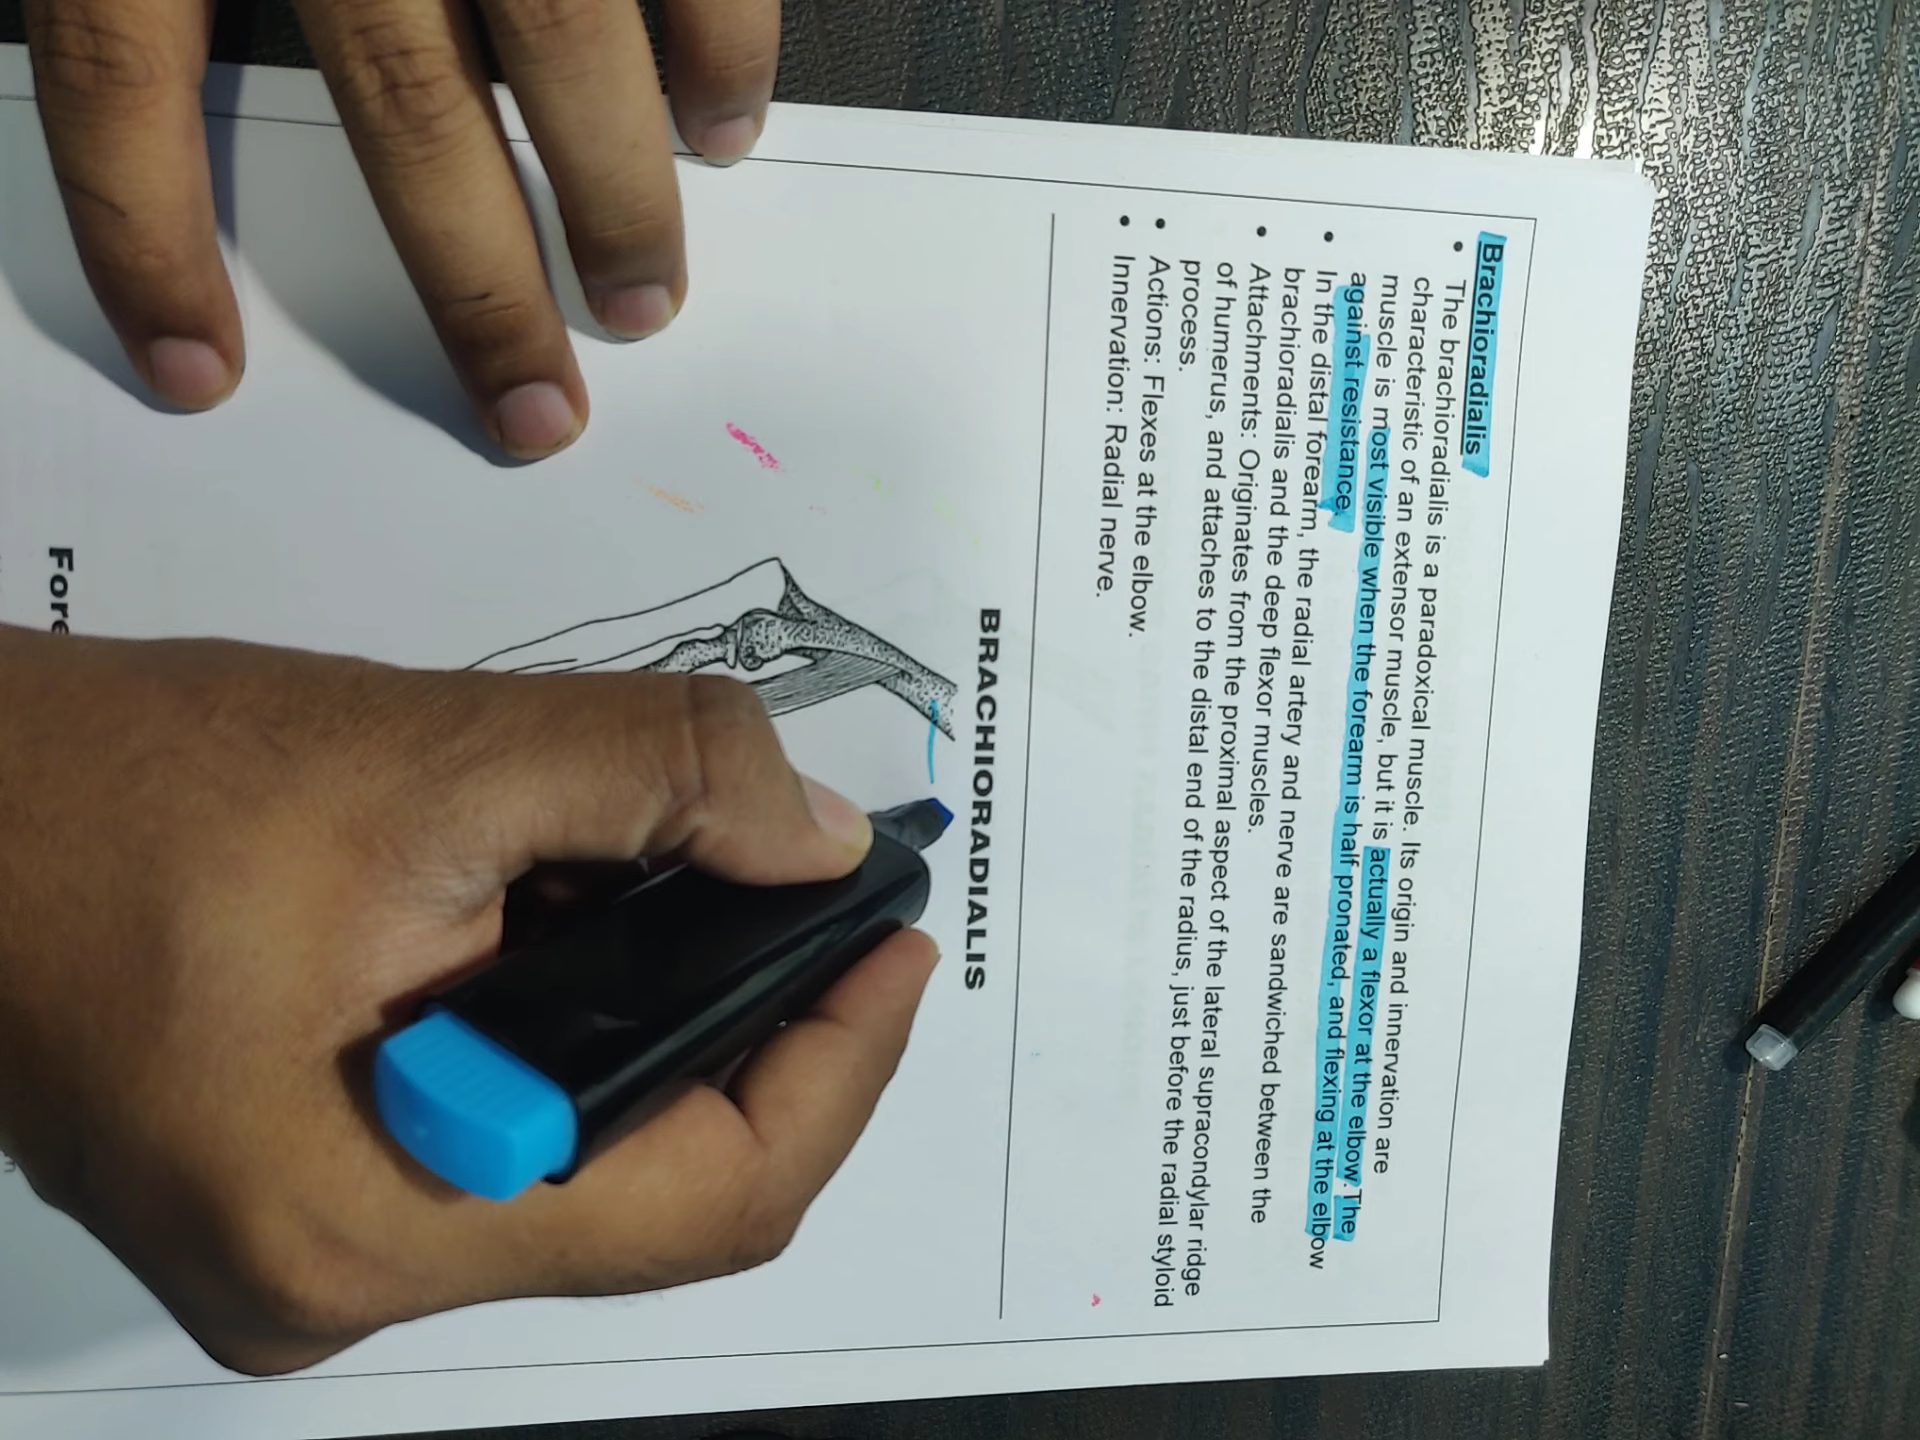 Brachioradialis
• The brachioradialis is a paradoxical muscle. Its origin and innervation are
characteristic of an extensor muscle, but it is actually a flexor at the elbow. The
muscle is most visible when the forearm is half pronated, and flexing at the elbow
against resistance.
• In the distal forearm, the radial artery and nerve are sandwiched between the
brachioradialis and the deep flexor muscles.
• Attachments: Originates from the proximal aspect of the lateral supracondylar ridge
of humerus, and attaches to the distal end of the radius, just before the radial styloid
process.
• Actions: Flexes at the elbow.
• Innervation: Radial nerve.
BRACHIORADIALIS
Fore